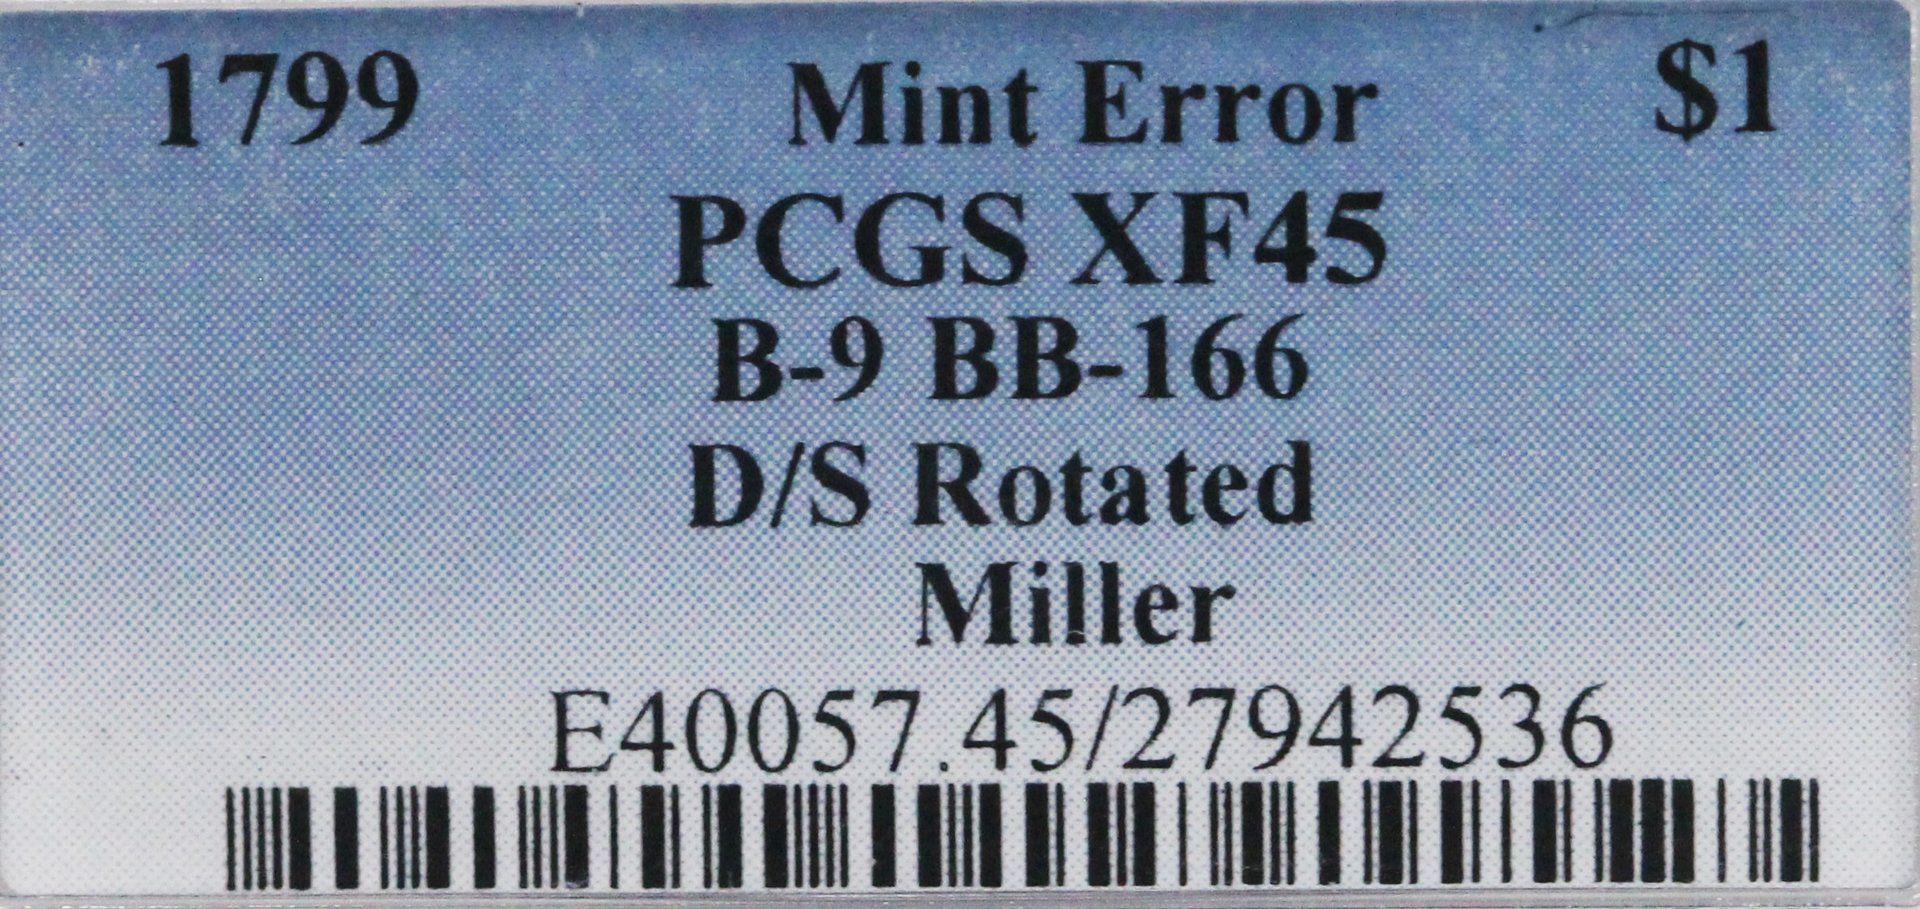 1799 Mint Error $1
PCGS XF45
B-9 BB-166
D/S Rotated
Miller
E40057.45/27942536